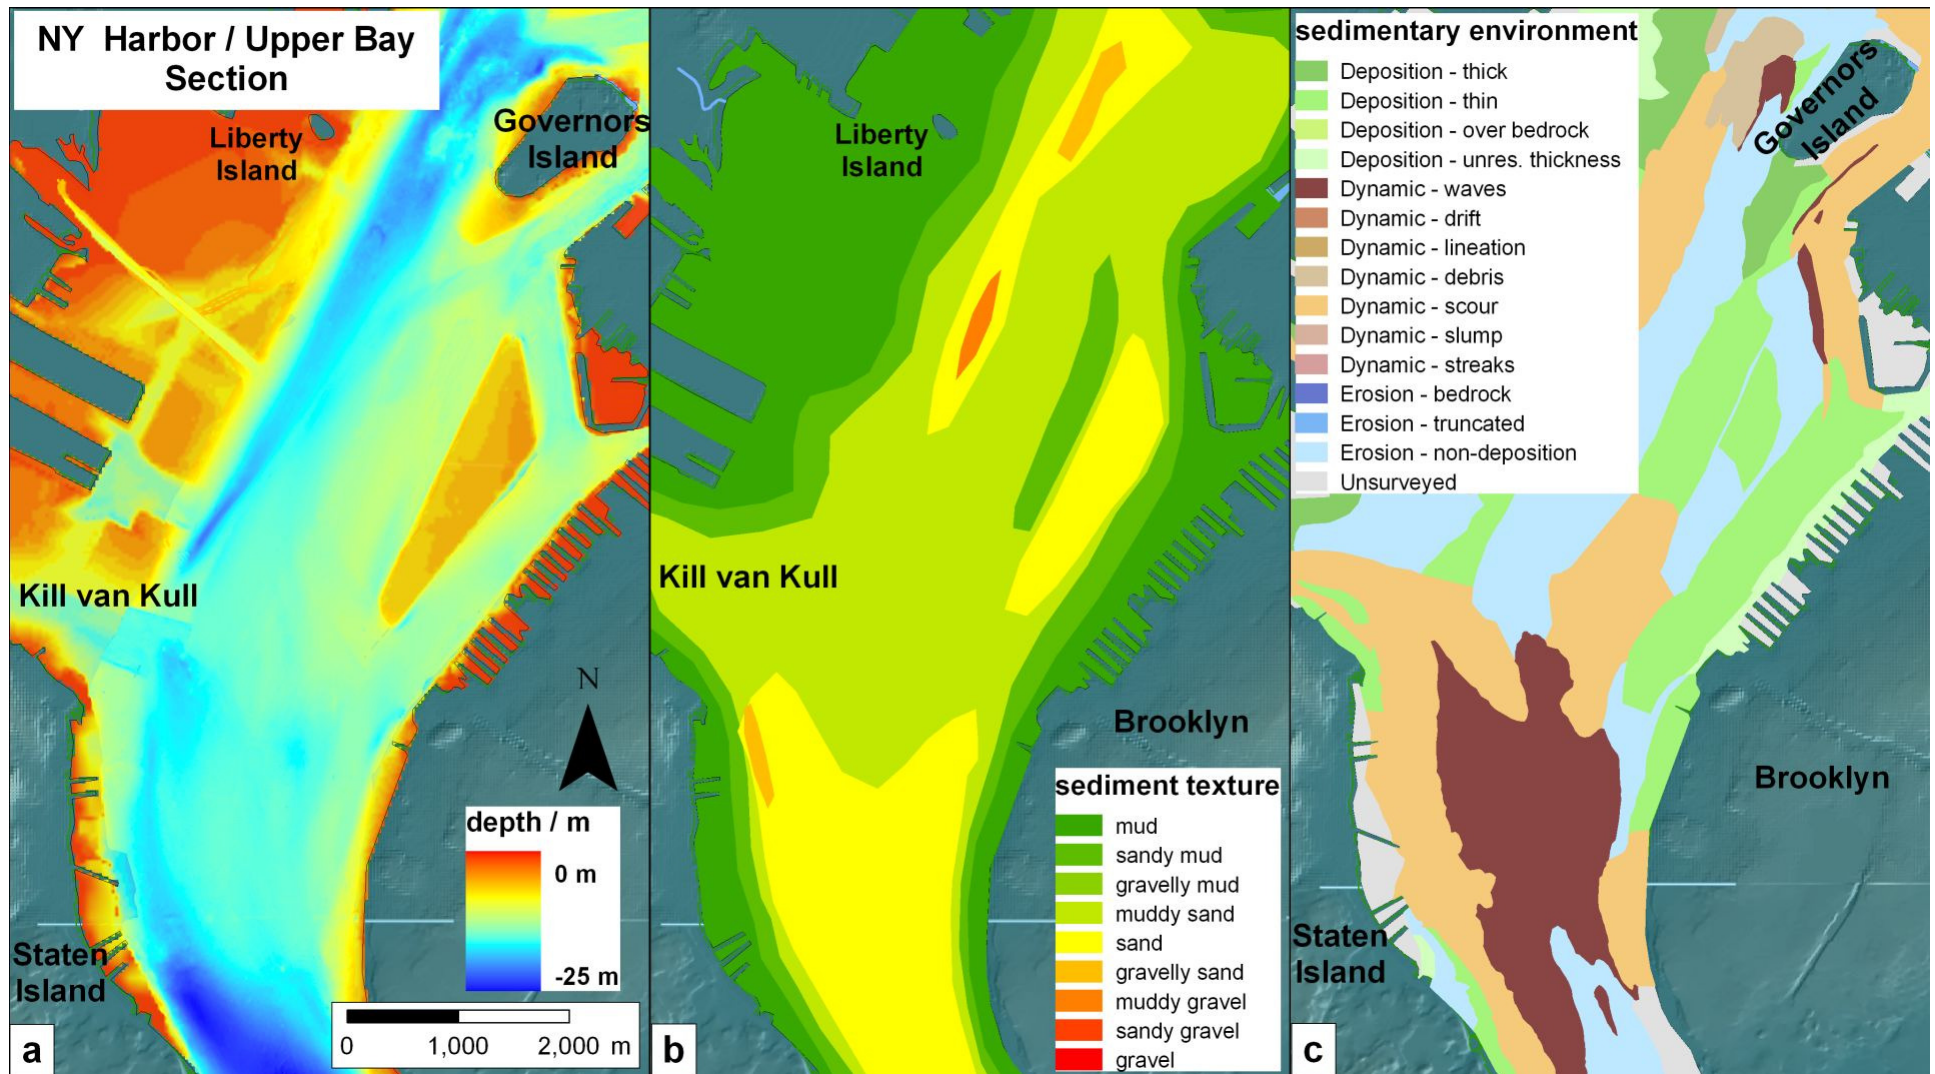 NY Harbor / Upper Bay
Section
Liberty
Island
Governors
Island
Kill van Kull
N
depth / m
0 m
-25 m
Staten
Island
0 1,000 2,000 m
a
Liberty
Island
Kill van Kull
Brooklyn
sediment texture
mud
sandy mud
gravelly mud
muddy sand
sand
gravelly sand
muddy gravel
sandy gravel
gravel
b
sedimentary environment
Deposition - thick
Deposition - thin
Deposition - over bedrock
Deposition - unres. thickness
Dynamic - waves
Dynamic - drift
Dynamic - lineation
Dynamic - debris
Dynamic - scour
Dynamic - slump
Dynamic - streaks
Erosion - bedrock
Erosion - truncated
Erosion - non-deposition
Unsurveyed
Governors
Island
Brooklyn
Staten
Island
c